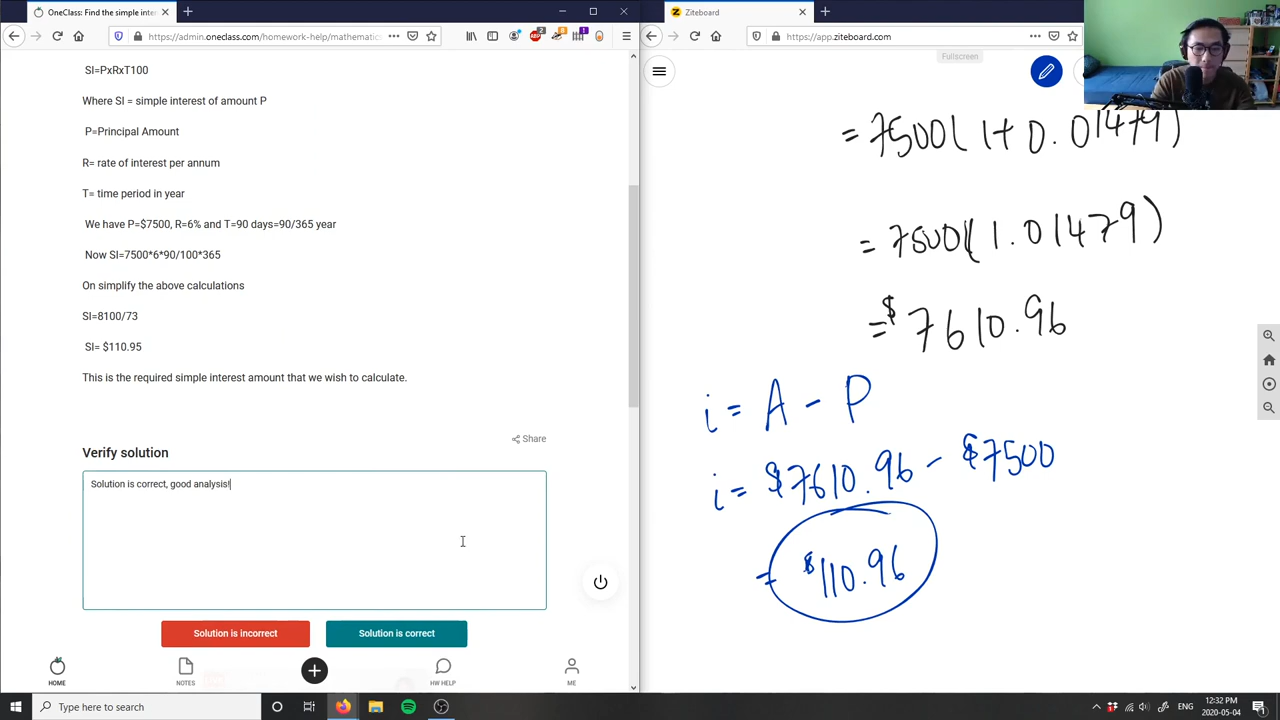 OneClass: Find the simple inter
https://admin.oneclass.com/homework-help/mathematic
SI=PxRxT100
Where SI = simple interest of amount P
P=Principal Amount
R= rate of interest per annum
T= time period in year
We have P=$7500, R=6% and T=90 days=90/365 year
Now SI=7500*6*90/100*365
On simplify the above calculations
SI=8100/73
SI= $110.95
This is the required simple interest amount that we wish to calculate.
Share
Verify solution
Solution is correct, good analysis!
Solution is incorrect
Solution is correct
HOME
NOTES
HW HELP
ME
Ziteboard
https://app.ziteboard.com
Fullscreen
= 7500(1+0.01479)
= 7500(1.01479)
= $7610.96
i = A - P
i = $7610.96 - $7500
= $110.96
Type here to search
ENG
12:32 PM
2020-05-04